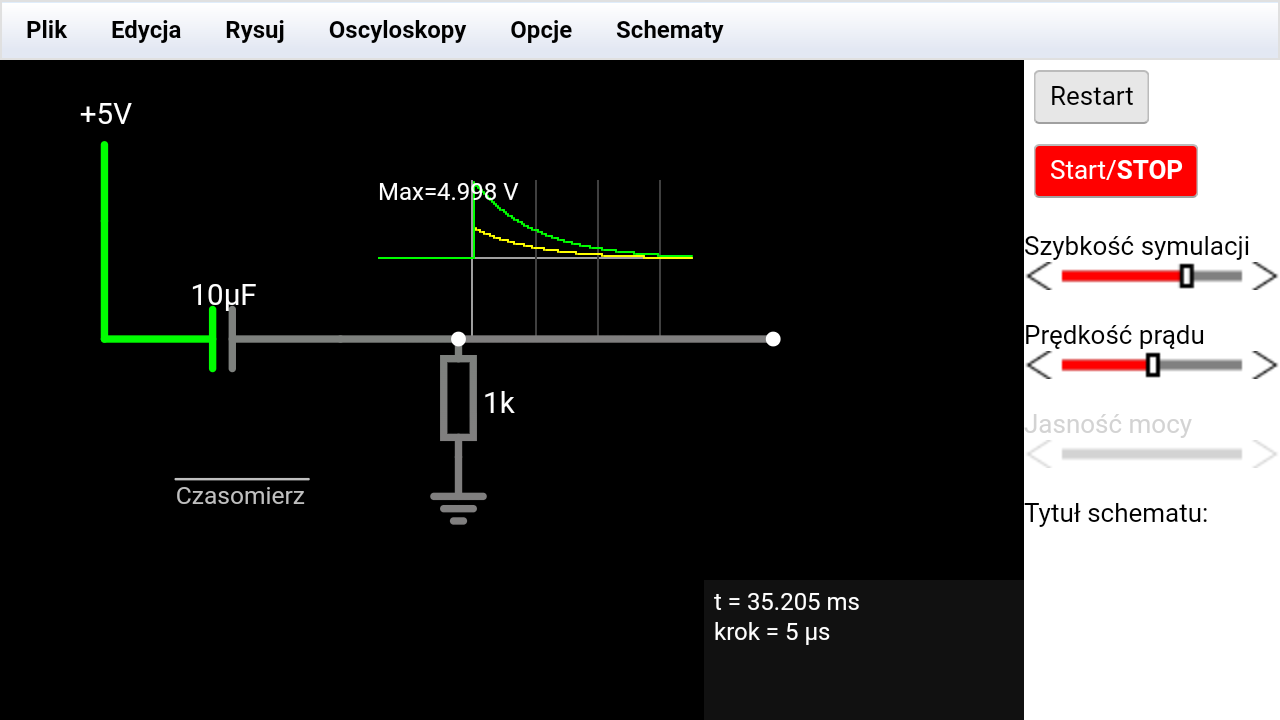 Plik Edycja Rysuj Oscyloskopy Opcje Schematy
Restart
+5V
Start/STOP
Max=4.998 V
Szybkość symulacji
10µF
Prędkość prądu
1k
Jasność mocy
Czasomierz
Tytuł schematu:
t = 35.205 ms
krok = 5 µs